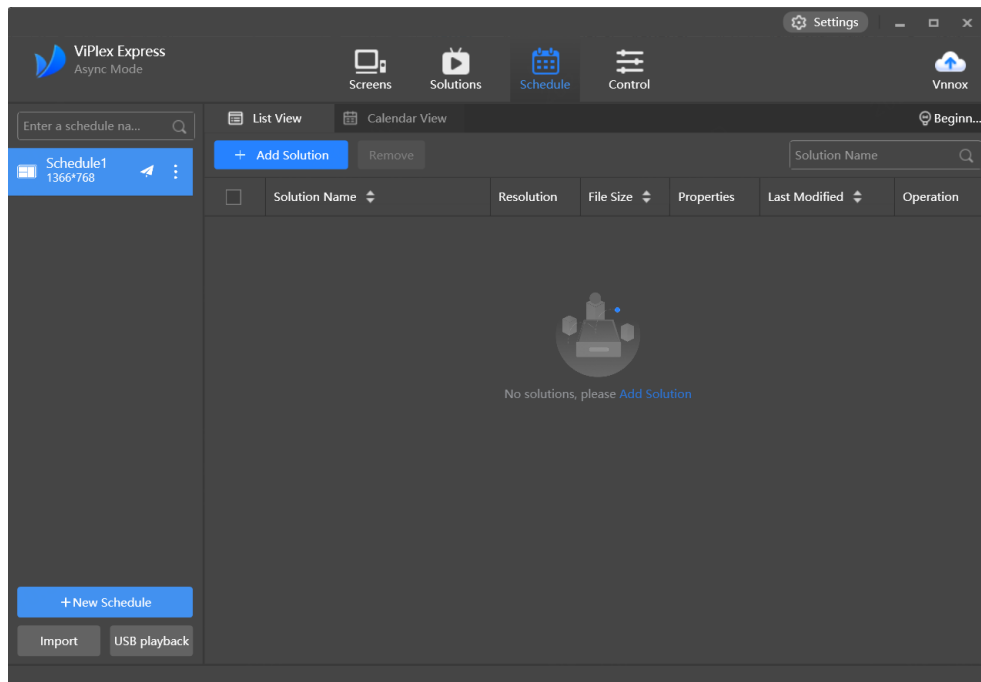 Settings
ViPlex Express
Async Mode
Screens
Solutions
Schedule
Control
Vnnox
Enter a schedule na...
List View
Calendar View
Beginn...
+ Add Solution
Remove
Solution Name
Schedule1
1366*768
Solution Name
Resolution
File Size
Properties
Last Modified
Operation
No solutions, please Add Solution
+New Schedule
Import
USB playback